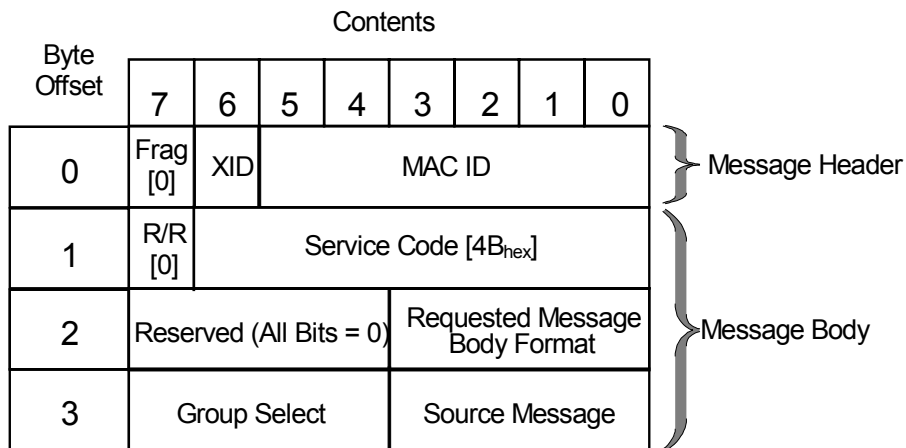 Contents
Byte
Offset
7 6 5 4 3 2 1 0
0
Frag
[0]
XID
MAC ID
Message Header
1
R/R
[0]
Service Code [4Bhex]
2
Reserved (All Bits = 0)
Requested Message
Body Format
Message Body
3
Group Select
Source Message